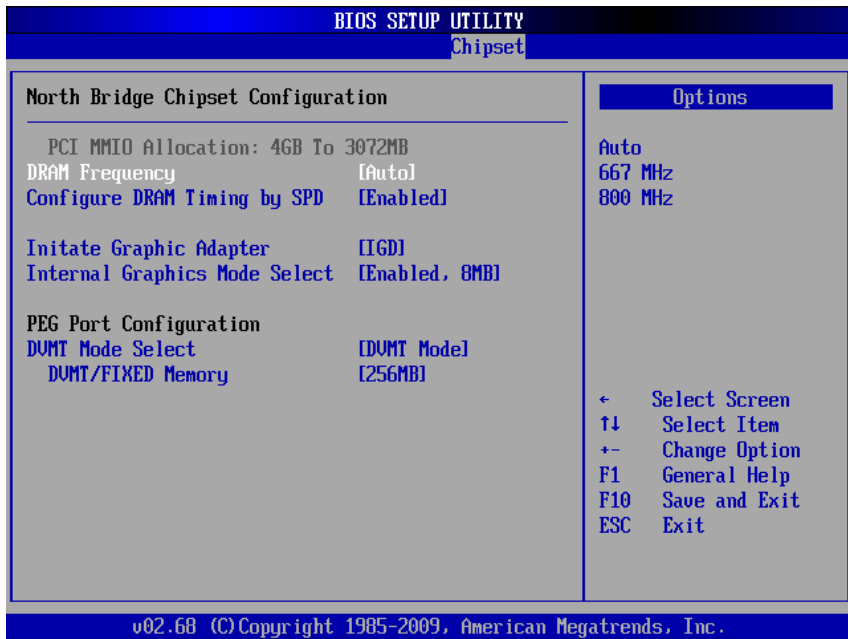 BIOS SETUP UTILITY
Chipset
North Bridge Chipset Configuration
PCI MMIO Allocation: 4GB To 3072MB
DRAM Frequency [Auto]
Configure DRAM Timing by SPD [Enabled]
Initate Graphic Adapter [IGD]
Internal Graphics Mode Select [Enabled, 8MB]
PEG Port Configuration
DVMT Mode Select [DVMT Mode]
DVMT/FIXED Memory [256MB]
Options
Auto
667 MHz
800 MHz
← Select Screen
↑↓ Select Item
+- Change Option
F1 General Help
F10 Save and Exit
ESC Exit
v02.68 (C)Copyright 1985-2009, American Megatrends, Inc.